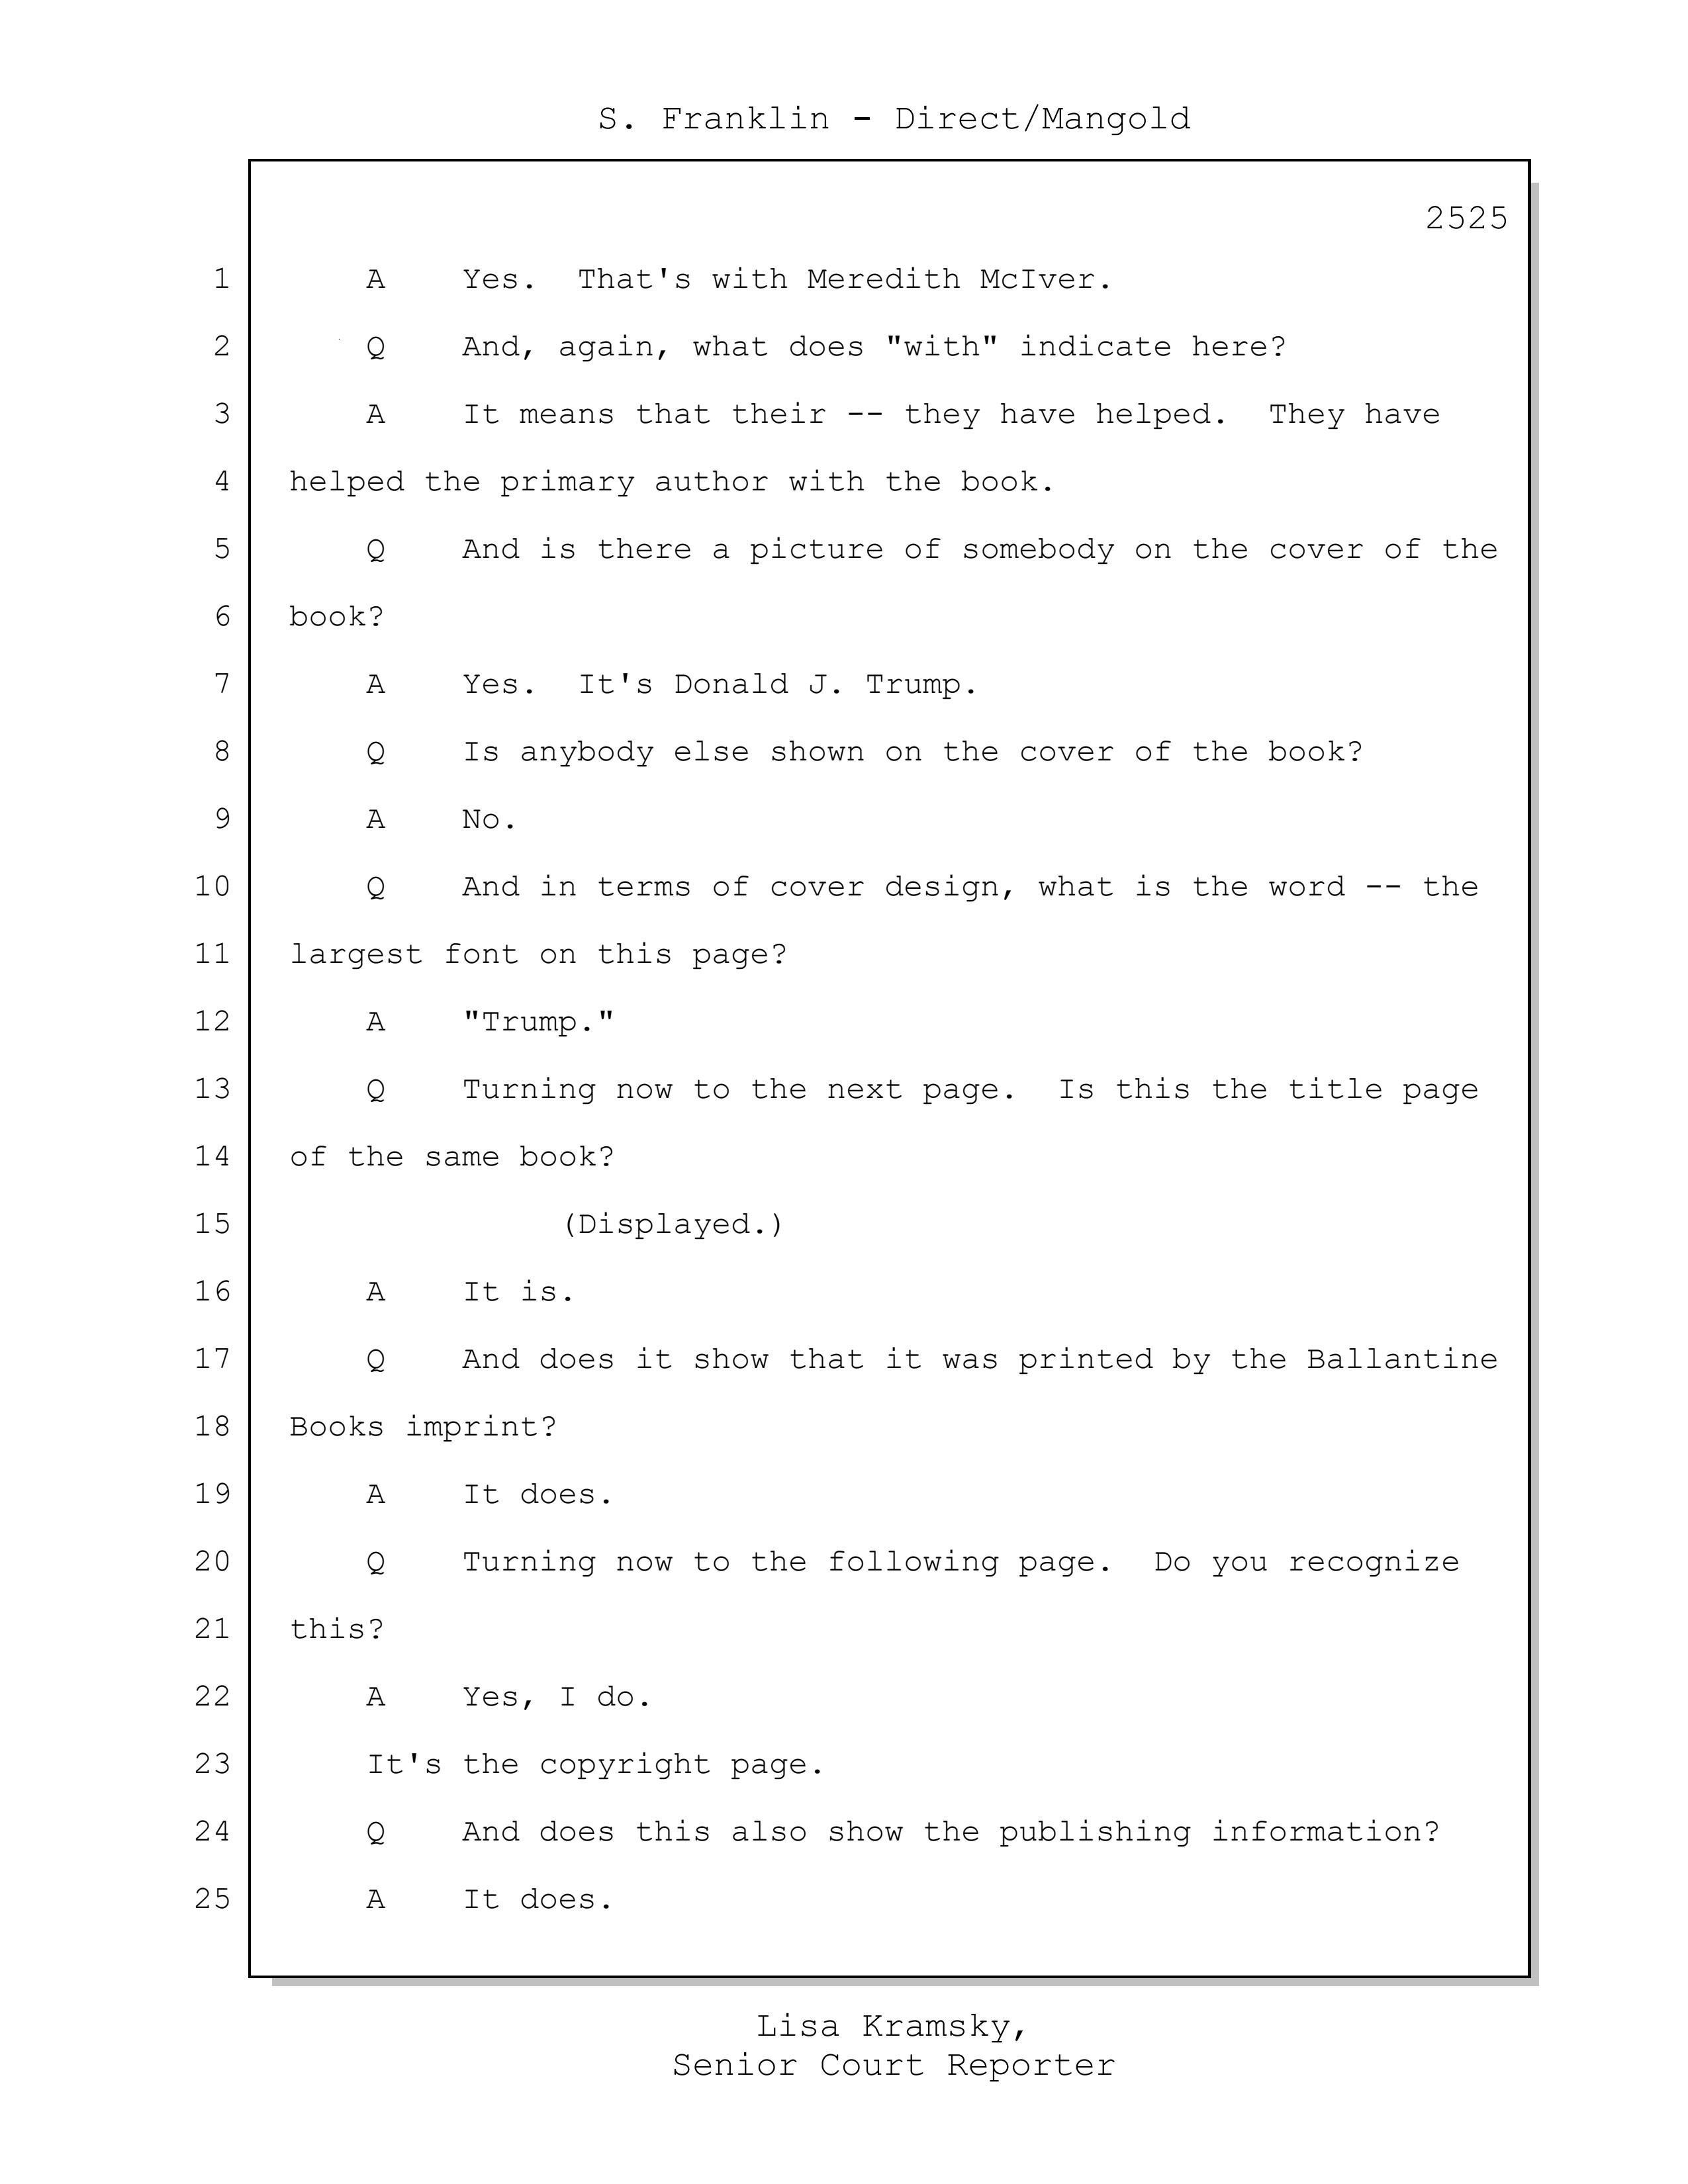 S. Franklin - Direct/Mangold
2525
1 A Yes. That's with Meredith McIver.
2 Q And, again, what does "with" indicate here?
3 A It means that their -- they have helped. They have
4 helped the primary author with the book.
5 Q And is there a picture of somebody on the cover of the
6 book?
7 A Yes. It's Donald J. Trump.
8 Q Is anybody else shown on the cover of the book?
9 A No.
10 Q And in terms of cover design, what is the word -- the
11 largest font on this page?
12 A "Trump."
13 Q Turning now to the next page. Is this the title page
14 of the same book?
15 (Displayed.)
16 A It is.
17 Q And does it show that it was printed by the Ballantine
18 Books imprint?
19 A It does.
20 Q Turning now to the following page. Do you recognize
21 this?
22 A Yes, I do.
23 It's the copyright page.
24 Q And does this also show the publishing information?
25 A It does.
Lisa Kramsky,
Senior Court Reporter